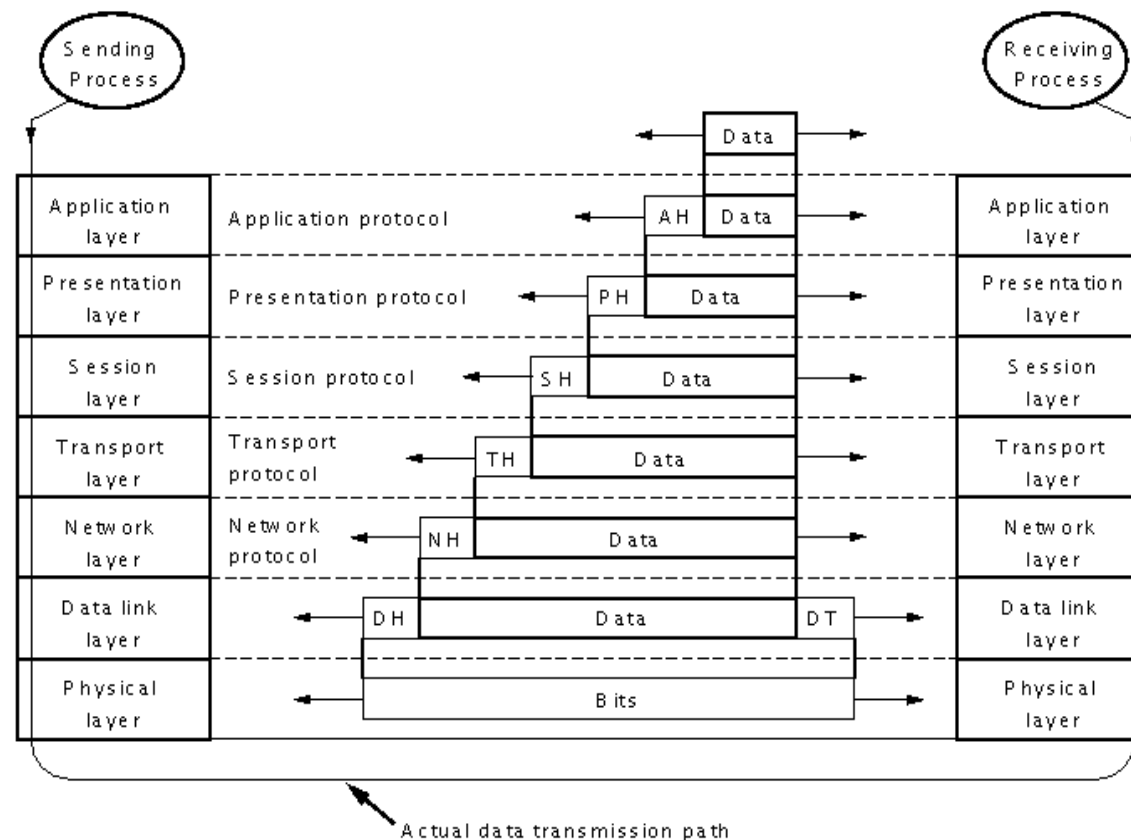 Sending
Process
Receiving
Process
Data
Application
layer
Application protocol
AH
Data
Application
layer
Presentation
layer
Presentation protocol
PH
Data
Presentation
layer
Session
layer
Session protocol
SH
Data
Session
layer
Transport
layer
Transport
protocol
TH
Data
Transport
layer
Network
layer
Network
protocol
NH
Data
Network
layer
Data link
layer
DH
Data
DT
Data link
layer
Physical
layer
Bits
Physical
layer
Actual data transmission path